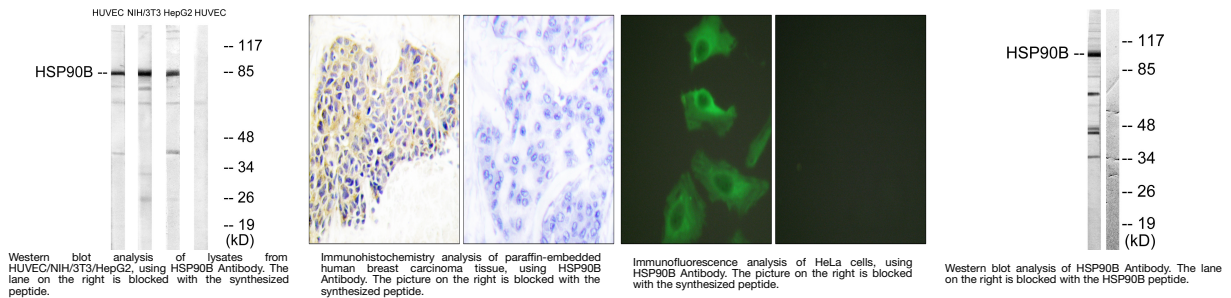 HUVEC NIH/3T3 HepG2 HUVEC
-- 117
HSP90B --
-- 85
-- 48
-- 34
-- 26
-- 19
(kD)
Western blot analysis of lysates from
HUVEC/NIH/3T3/HepG2, using HSP90B Antibody. The
lane on the right is blocked with the synthesized
peptide.
Immunohistochemistry analysis of paraffin-embedded
human breast carcinoma tissue, using HSP90B
Antibody. The picture on the right is blocked with the
synthesized peptide.
Immunofluorescence analysis of HeLa cells, using
HSP90B Antibody. The picture on the right is blocked
with the synthesized peptide.
HSP90B --
-- 117
-- 85
-- 48
-- 34
-- 26
-- 19
(kD)
Western blot analysis of HSP90B Antibody. The lane
on the right is blocked with the HSP90B peptide.